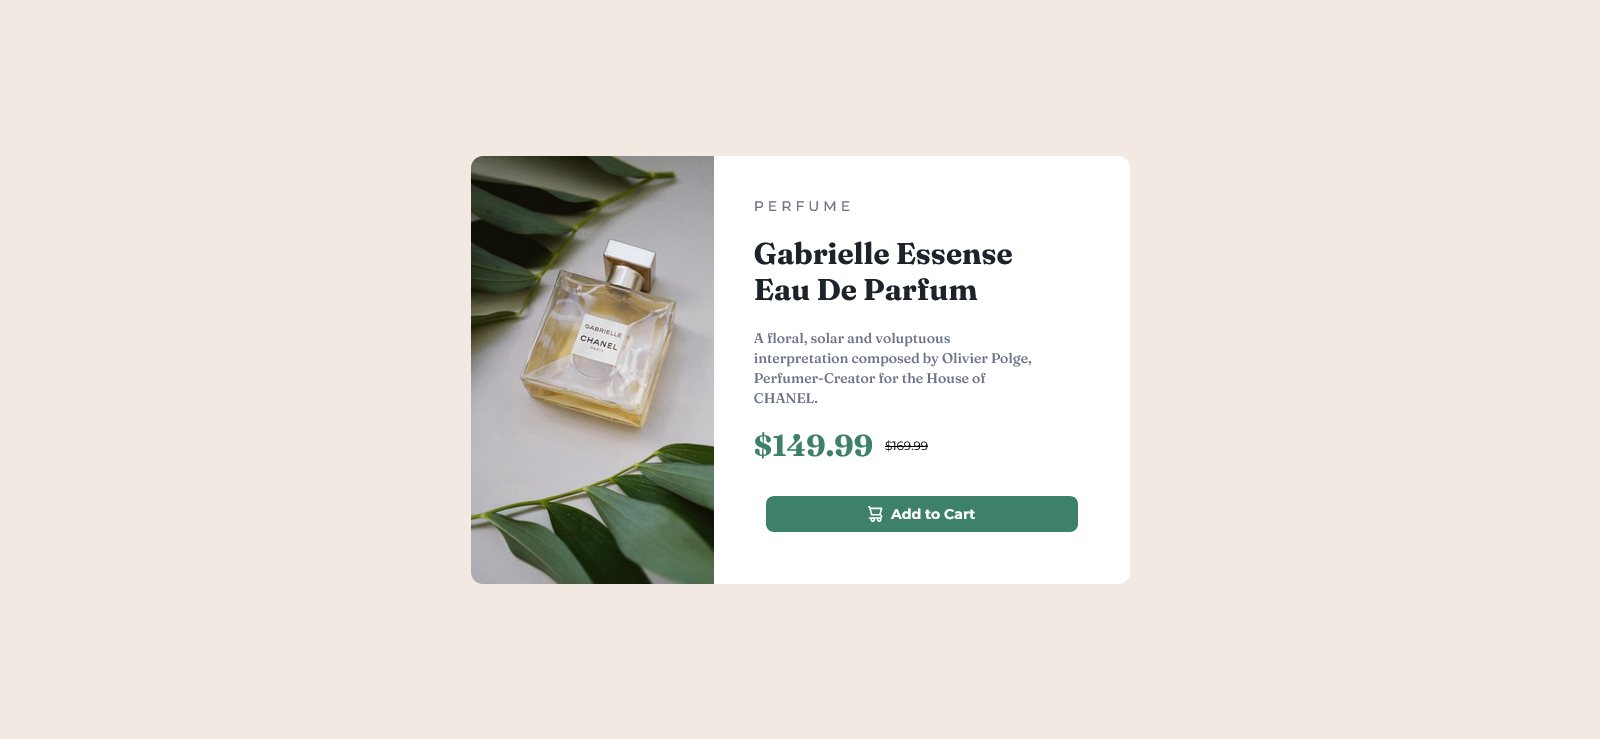 GABRIELLE
CHANEL
PARIS
PERFUME
Gabrielle Essense
Eau De Parfum
A floral, solar and voluptuous
interpretation composed by Olivier Polge,
Perfumer-Creator for the House of
CHANEL.
$149.99 $169.99
Add to Cart